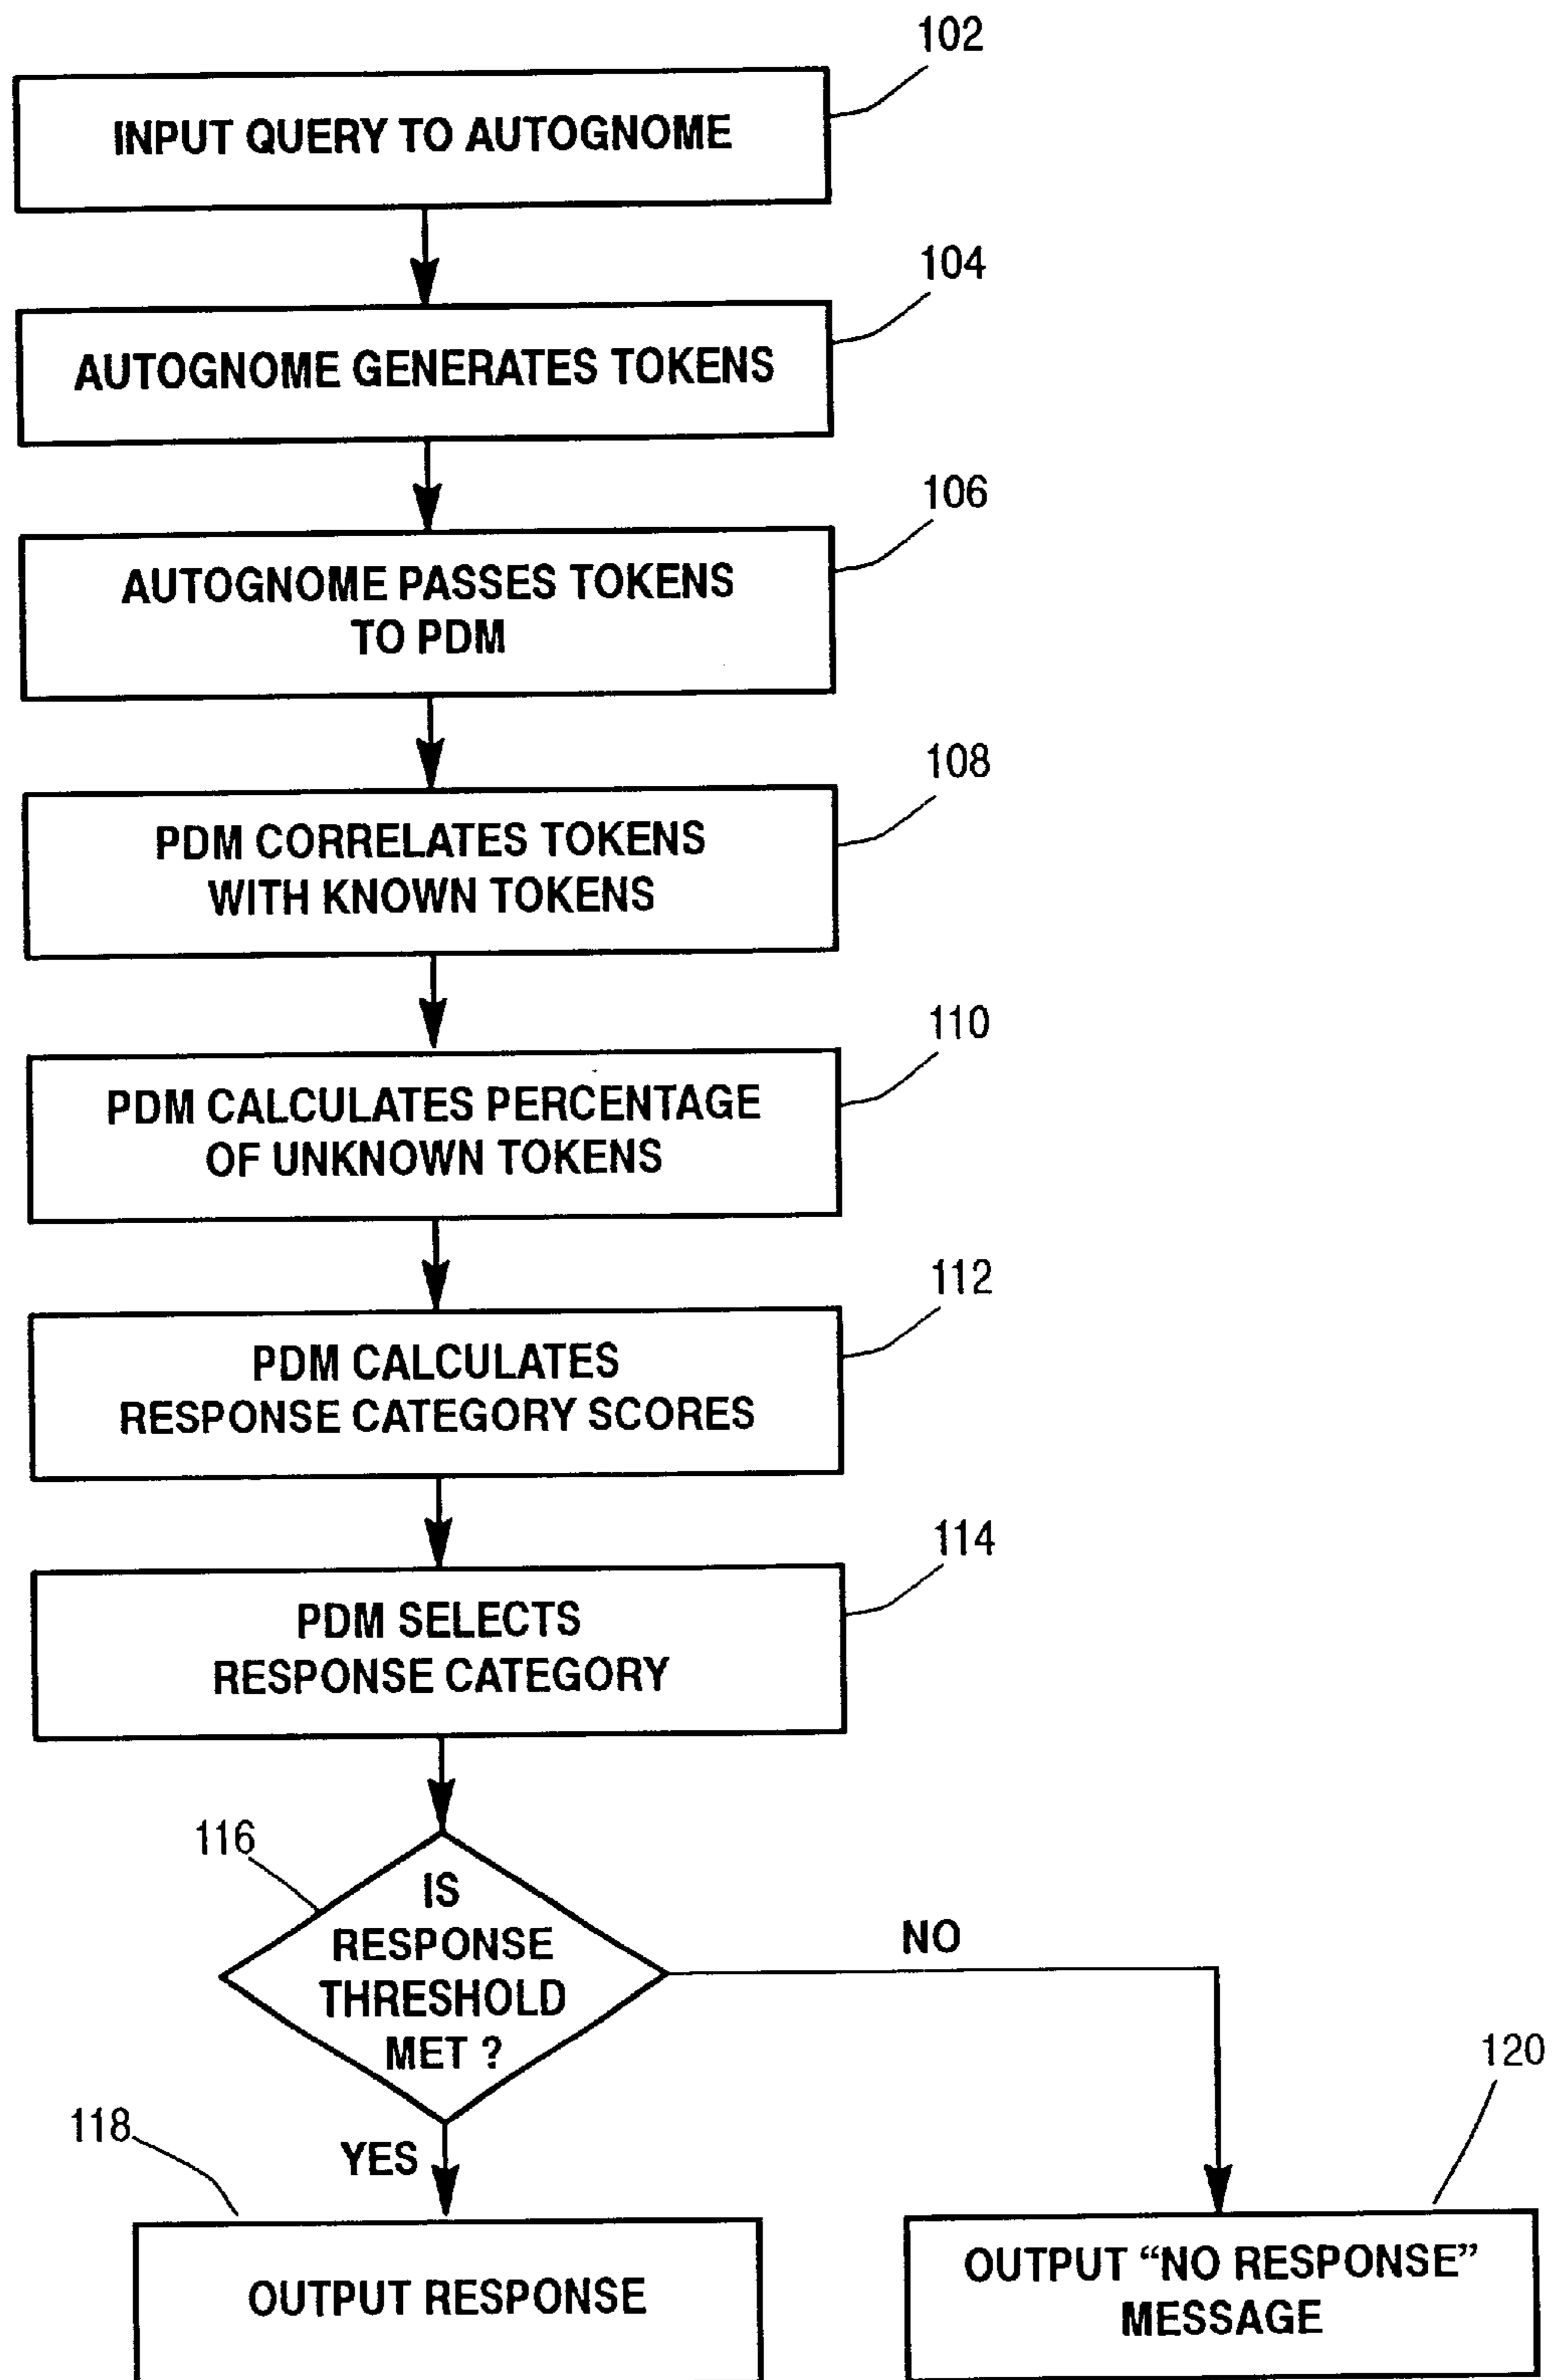 102
INPUT QUERY TO AUTOGNOME
104
AUTOGNOME GENERATES TOKENS
106
AUTOGNOME PASSES TOKENS
TO PDM
108
PDM CORRELATES TOKENS
WITH KNOWN TOKENS
110
PDM CALCULATES PERCENTAGE
OF UNKNOWN TOKENS
112
PDM CALCULATES
RESPONSE CATEGORY SCORES
114
PDM SELECTS
RESPONSE CATEGORY
116
IS
RESPONSE
THRESHOLD
MET ?
NO
120
118
YES
OUTPUT RESPONSE
OUTPUT “NO RESPONSE”
MESSAGE